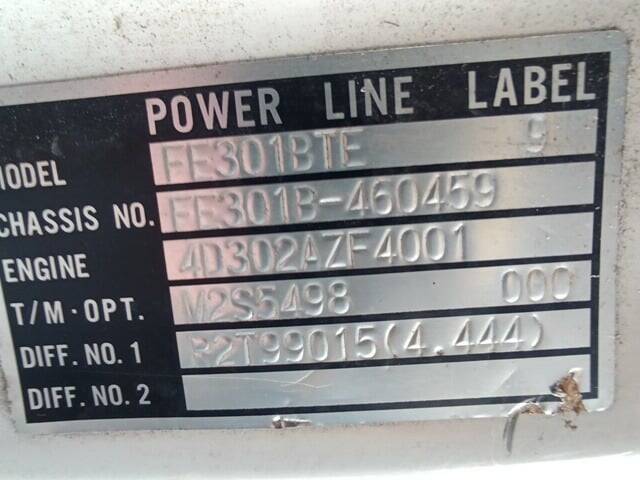 POWER LINE LABEL
MODEL FE301BTE 9
CHASSIS NO. FE301B-460459
ENGINE 4D302AZF4001
T/M·OPT. M2S5498 000
DIFF. NO. 1 R2T99015(4.444)
DIFF. NO. 2